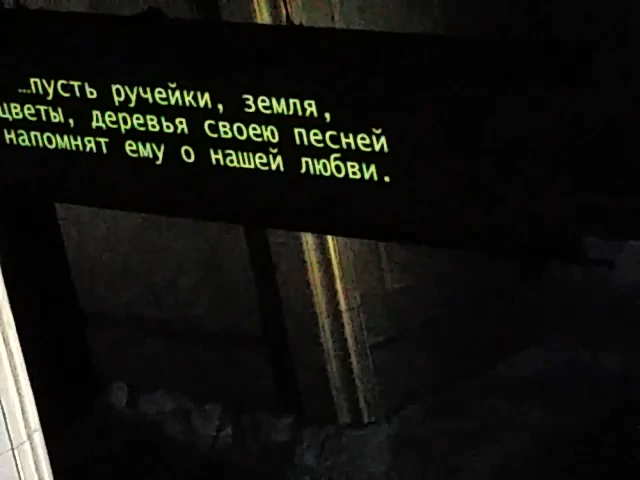 …пусть ручейки, земля,
цветы, деревья своею песней
напомнят ему о нашей любви.